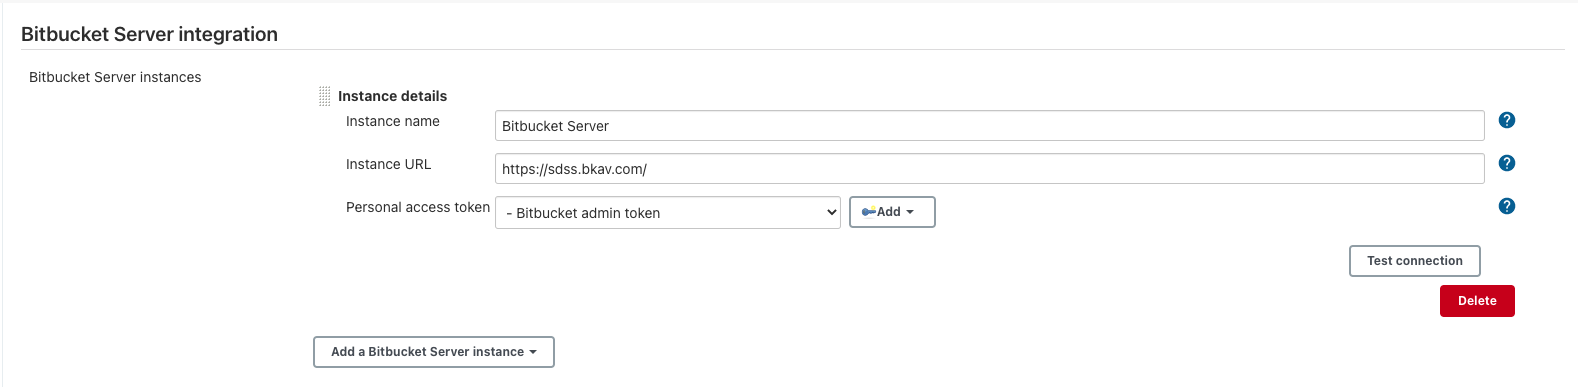 Bitbucket Server integration
Bitbucket Server instances
Instance details
Instance name
Bitbucket Server
?
Instance URL
https://sdss.bkav.com/
?
Personal access token
- Bitbucket admin token
Add
?
Test connection
Delete
Add a Bitbucket Server instance